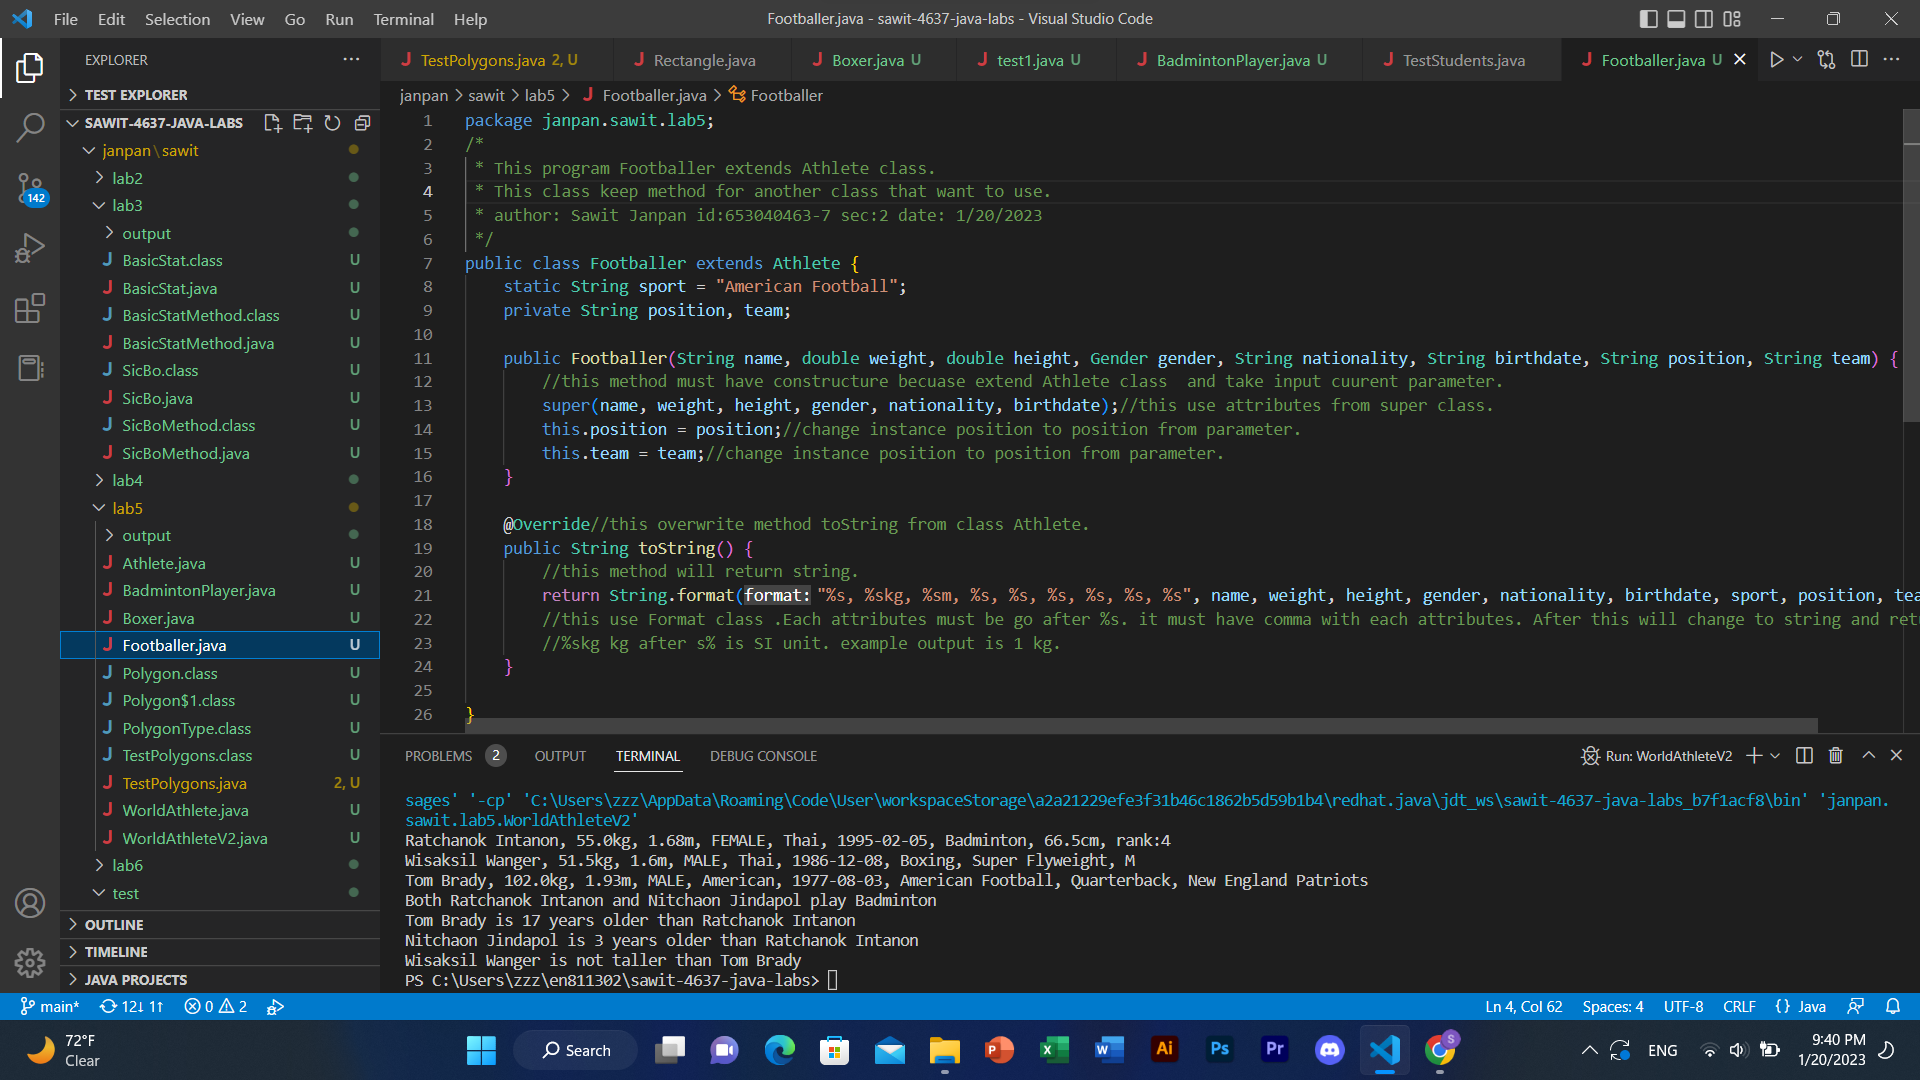 File Edit Selection View Go Run Terminal Help
Footballer.java - sawit-4637-java-labs - Visual Studio Code
EXPLORER
TestPolygons.java 2, U
Rectangle.java
Boxer.java U
test1.java U
BadmintonPlayer.java U
TestStudents.java
Footballer.java U
TEST EXPLORER
SAWIT-4637-JAVA-LABS
janpan\sawit
lab2
lab3
output
BasicStat.class U
BasicStat.java U
BasicStatMethod.class U
BasicStatMethod.java U
SicBo.class U
SicBo.java U
SicBoMethod.class U
SicBoMethod.java U
lab4
lab5
output
Athlete.java U
BadmintonPlayer.java U
Boxer.java U
Footballer.java U
Polygon.class U
Polygon$1.class U
PolygonType.class U
TestPolygons.class U
TestPolygons.java 2, U
WorldAthlete.java U
WorldAthleteV2.java U
lab6
test
OUTLINE
TIMELINE
JAVA PROJECTS
142
janpan > sawit > lab5 > Footballer.java > Footballer
1 package janpan.sawit.lab5;
2 /*
3 * This program Footballer extends Athlete class.
4 * This class keep method for another class that want to use.
5 * author: Sawit Janpan id:653040463-7 sec:2 date: 1/20/2023
6 */
7 public class Footballer extends Athlete {
8 static String sport = "American Football";
9 private String position, team;
10
11 public Footballer(String name, double weight, double height, Gender gender, String nationality, String birthdate, String position, String team) {
12 //this method must have constructure becuase extend Athlete class  and take input cuurent parameter.
13 super(name, weight, height, gender, nationality, birthdate);//this use attributes from super class.
14 this.position = position;//change instance position to position from parameter.
15 this.team = team;//change instance position to position from parameter.
16 }
17
18 @Override//this overwrite method toString from class Athlete.
19 public String toString() {
20 //this method will return string.
21 return String.format(format: "%s, %skg, %sm, %s, %s, %s, %s, %s, %s", name, weight, height, gender, nationality, birthdate, sport, position, tea
22 //this use Format class .Each attributes must be go after %s. it must have comma with each attributes. After this will change to string and ret
23 //%skg kg after s% is SI unit. example output is 1 kg.
24 }
25
26 }
PROBLEMS 2 OUTPUT TERMINAL DEBUG CONSOLE
Run: WorldAthleteV2
sages' '-cp' 'C:\Users\zzz\AppData\Roaming\Code\User\workspaceStorage\a2a21229efe3f31b46c1862b5d59b1b4\redhat.java\jdt_ws\sawit-4637-java-labs_b7f1acf8\bin' 'janpan.
sawit.lab5.WorldAthleteV2'
Ratchanok Intanon, 55.0kg, 1.68m, FEMALE, Thai, 1995-02-05, Badminton, 66.5cm, rank:4
Wisaksil Wanger, 51.5kg, 1.6m, MALE, Thai, 1986-12-08, Boxing, Super Flyweight, M
Tom Brady, 102.0kg, 1.93m, MALE, American, 1977-08-03, American Football, Quarterback, New England Patriots
Both Ratchanok Intanon and Nitchaon Jindapol play Badminton
Tom Brady is 17 years older than Ratchanok Intanon
Nitchaon Jindapol is 3 years older than Ratchanok Intanon
Wisaksil Wanger is not taller than Tom Brady
PS C:\Users\zzz\en811302\sawit-4637-java-labs>
main* 12↓ 1↑ 0 2
Ln 4, Col 62 Spaces: 4 UTF-8 CRLF {} Java
72°F
Clear
Search
Ai
Ps
Pr
S
ENG
9:40 PM
1/20/2023